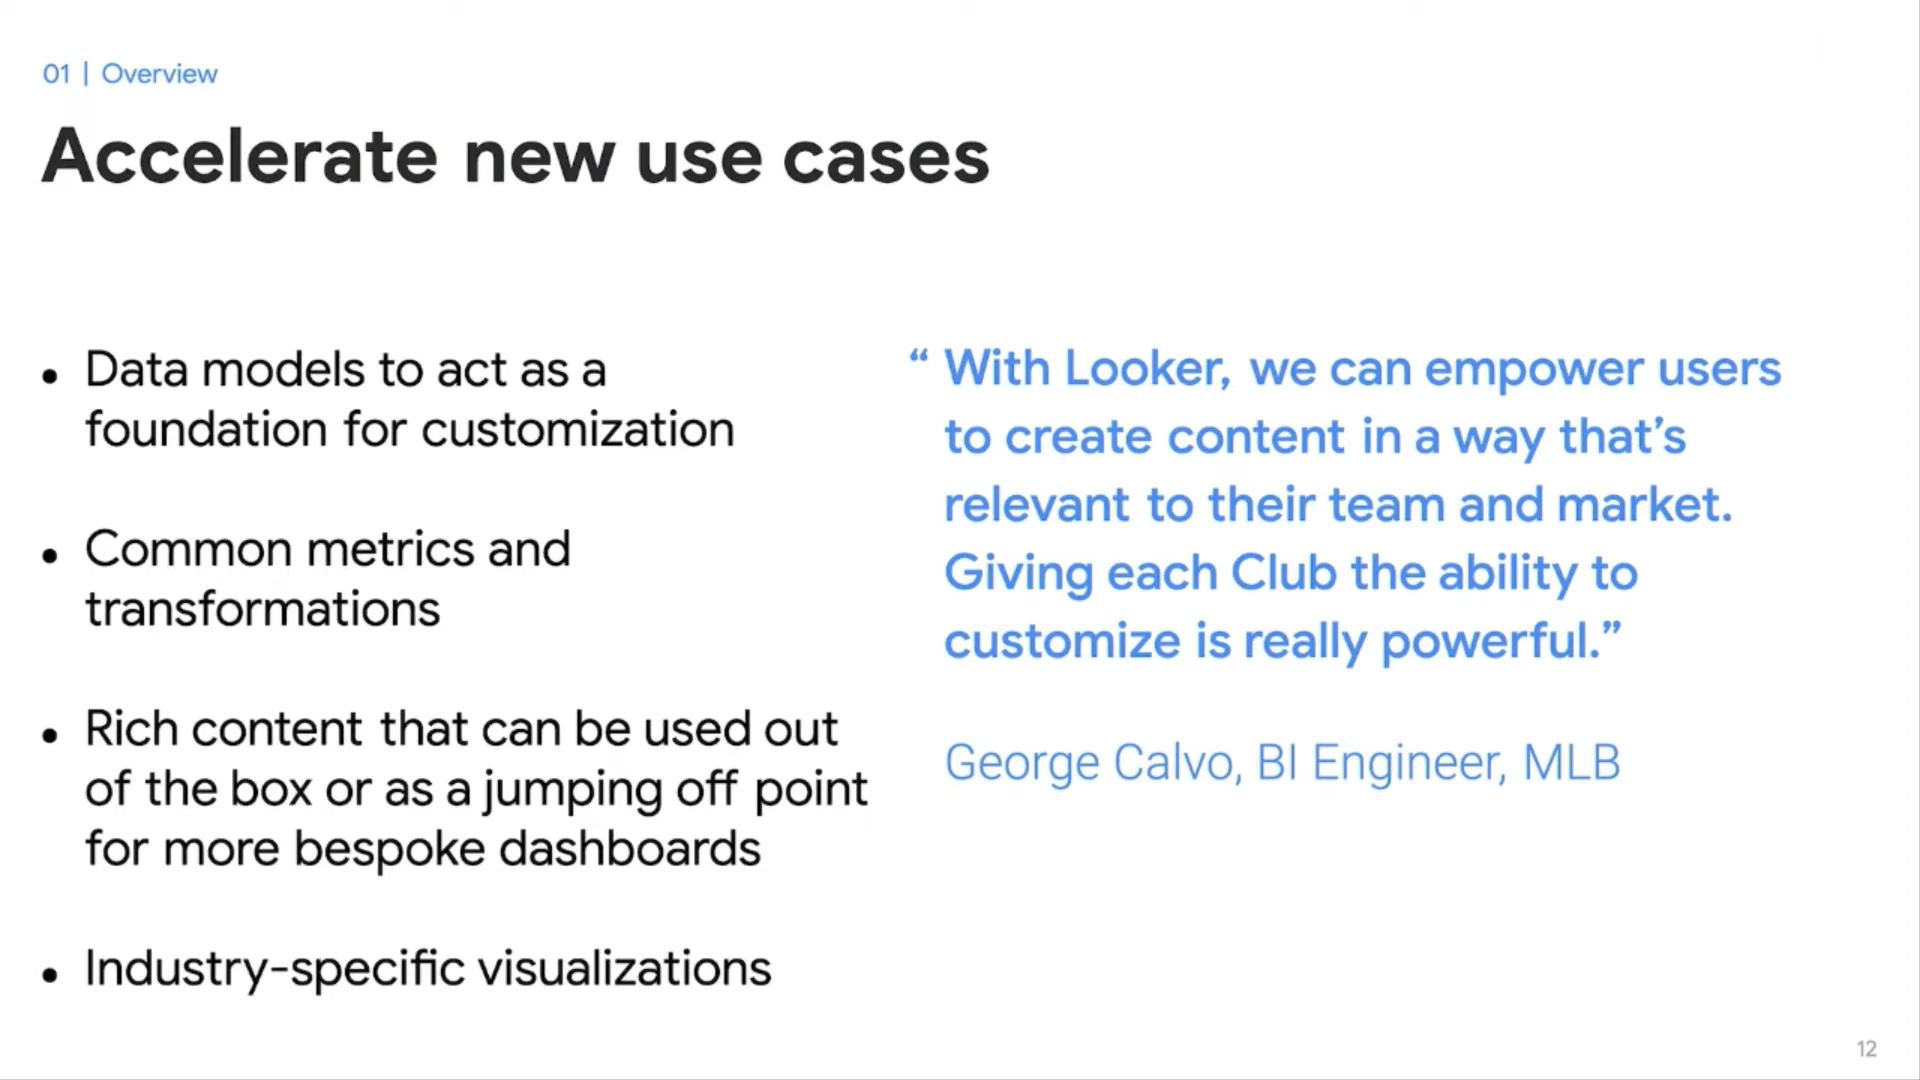 01 | Overview
Accelerate new use cases
• Data models to act as a
foundation for customization
• Common metrics and
transformations
• Rich content that can be used out
of the box or as a jumping off point
for more bespoke dashboards
• Industry-specific visualizations
“ With Looker, we can empower users
to create content in a way that’s
relevant to their team and market.
Giving each Club the ability to
customize is really powerful.”
George Calvo, BI Engineer, MLB
12